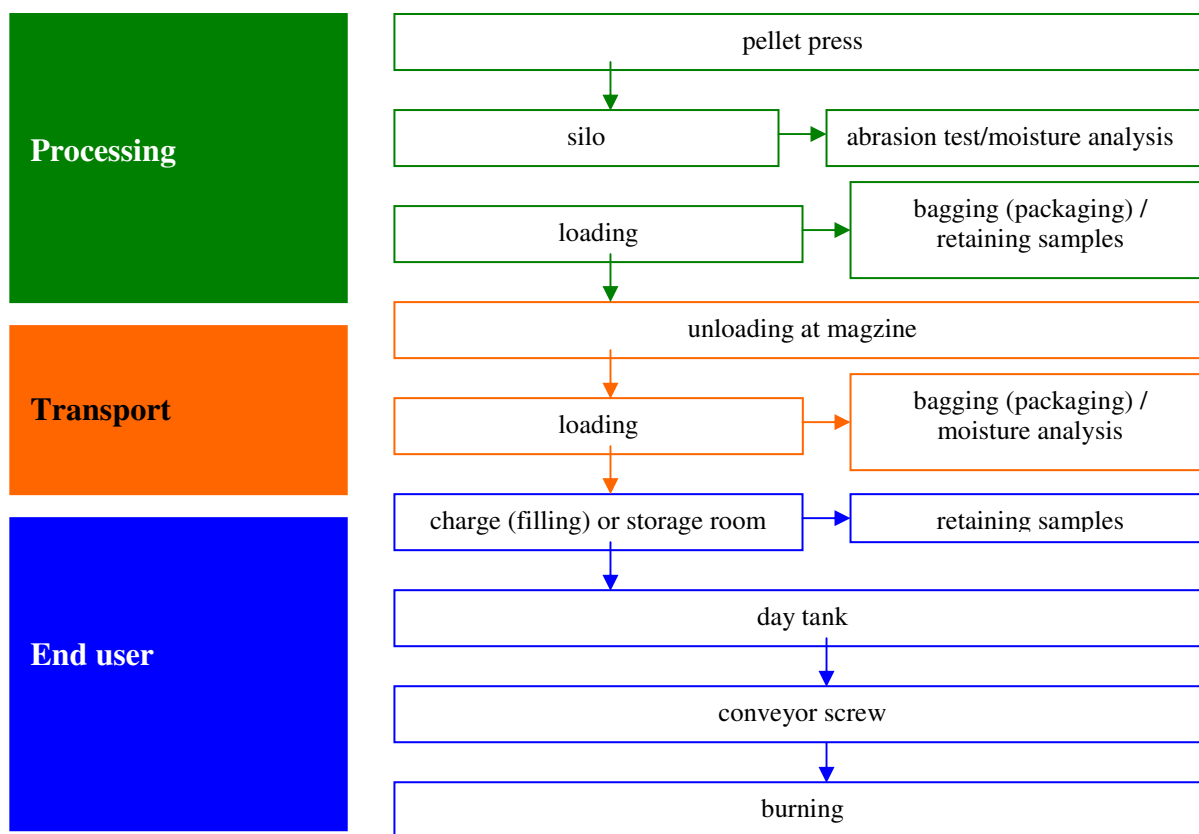 pellet press
Processing
silo
abrasion test/moisture analysis
loading
bagging (packaging) /
retaining samples
unloading at magzine
Transport
loading
bagging (packaging) /
moisture analysis
charge (filling) or storage room
retaining samples
End user
day tank
conveyor screw
burning